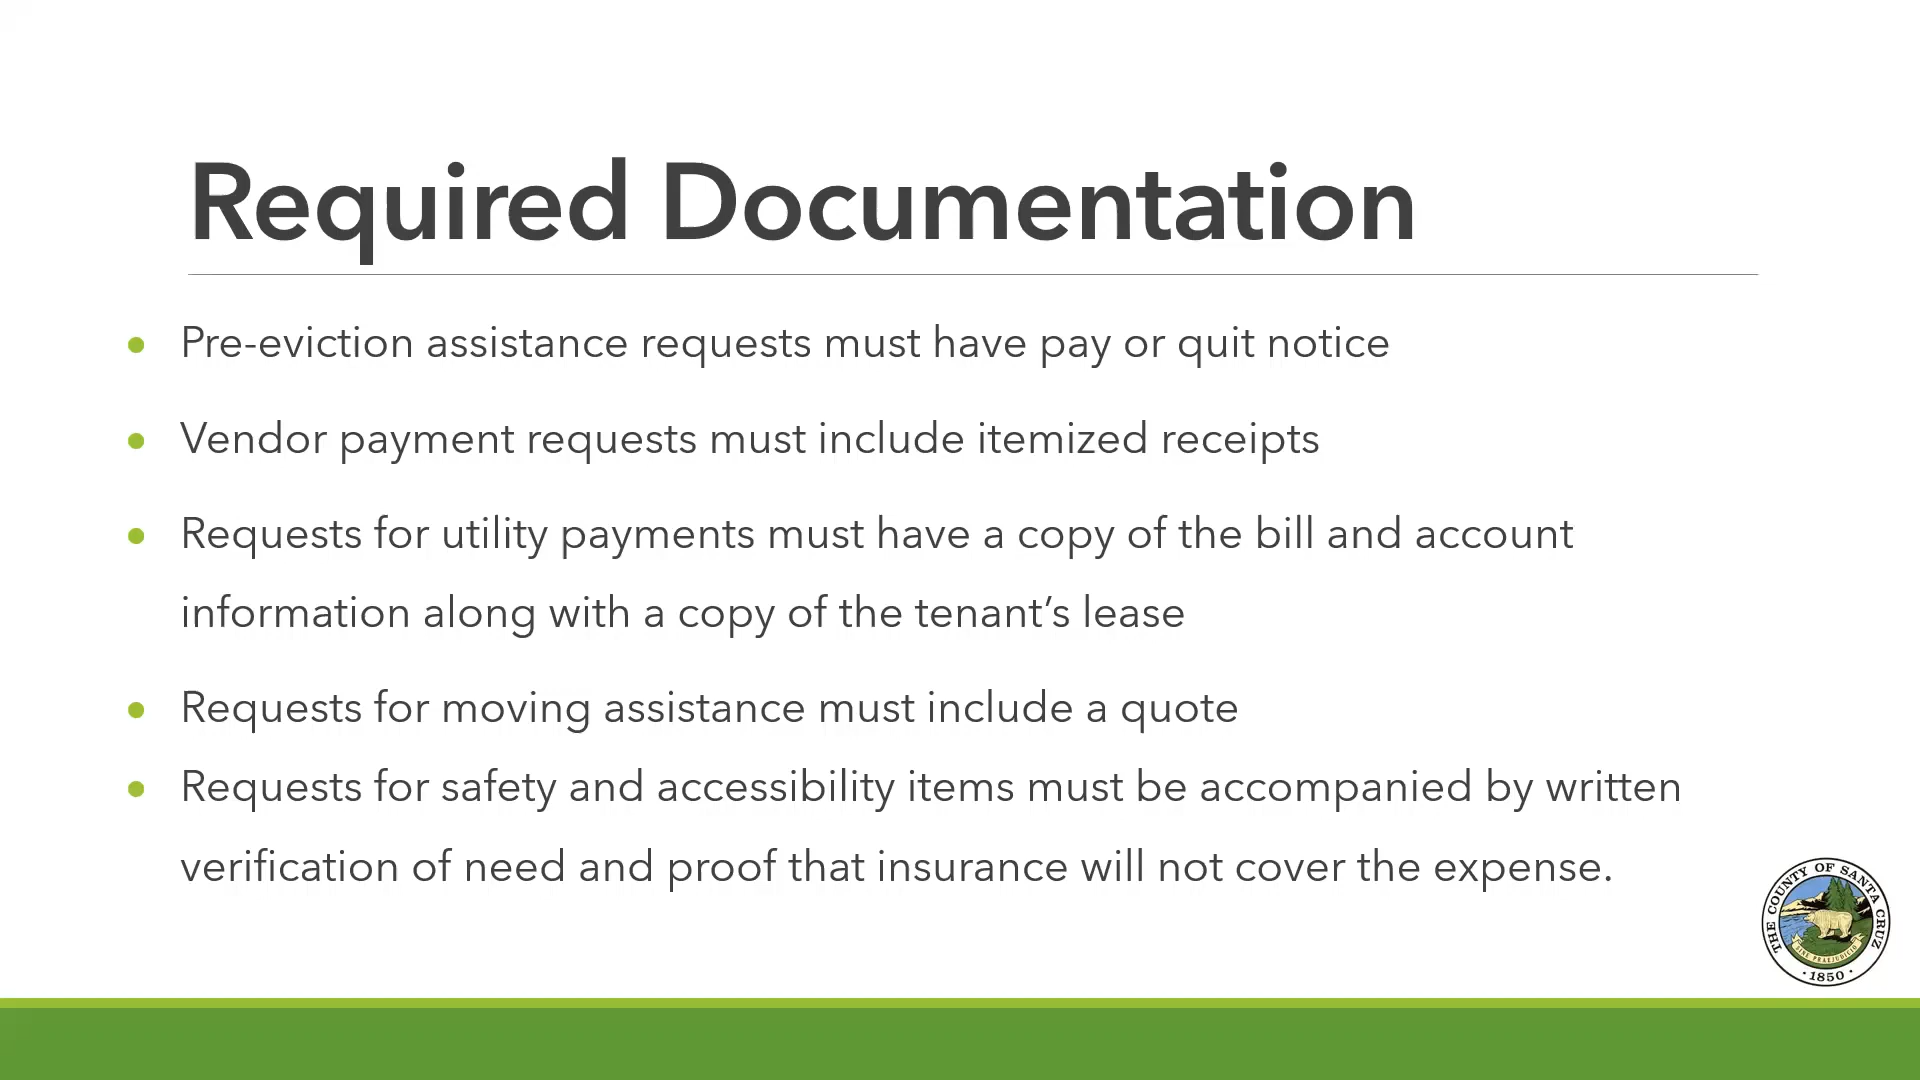 Required Documentation
Pre-eviction assistance requests must have pay or quit notice
Vendor payment requests must include itemized receipts
Requests for utility payments must have a copy of the bill and account
information along with a copy of the tenant’s lease
Requests for moving assistance must include a quote
Requests for safety and accessibility items must be accompanied by written
verification of need and proof that insurance will not cover the expense.
THE COUNTY OF SANTA CRUZ
SINE PRAEJUDICIO
· 1850 ·